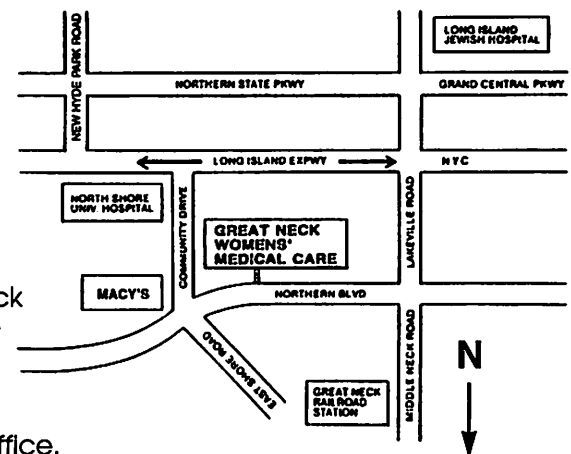 LONG ISLAND
JEWISH HOSPITAL
NEW HYDE PARK ROAD
NORTHERN STATE PKWY
GRAND CENTRAL PKWY
LONG ISLAND EXPWY
NYC
NORTH SHORE
UNIV. HOSPITAL
COMMUNITY DRIVE
GREAT NECK
WOMENS'
MEDICAL CARE
LAKEVILLE ROAD
MACY'S
NORTHERN BLVD
EAST SHORE ROAD
GREAT NECK
RAILROAD
STATION
MIDDLE NECK ROAD
N